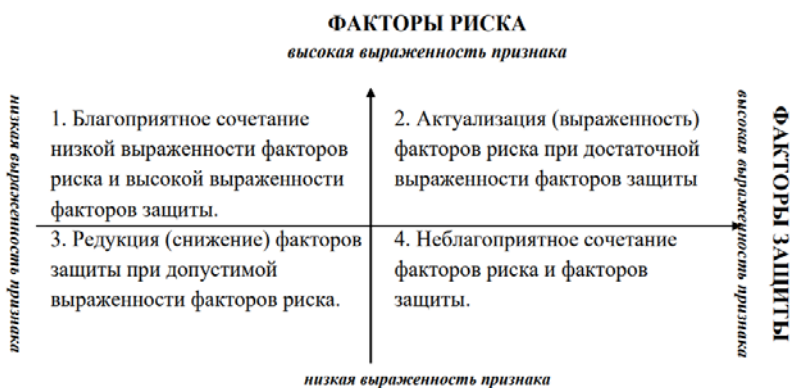 ФАКТОРЫ РИСКА
высокая выраженность признака
низкая выраженность признака
1. Благоприятное сочетание
низкой выраженности факторов
риска и высокой выраженности
факторов защиты.
2. Актуализация (выраженность)
факторов риска при достаточной
выраженности факторов защиты
3. Редукция (снижение) факторов
защиты при допустимой
выраженности факторов риска.
4. Неблагоприятное сочетание
факторов риска и факторов
защиты.
высокая выраженность признака
ФАКТОРЫ ЗАЩИТЫ
низкая выраженность признака